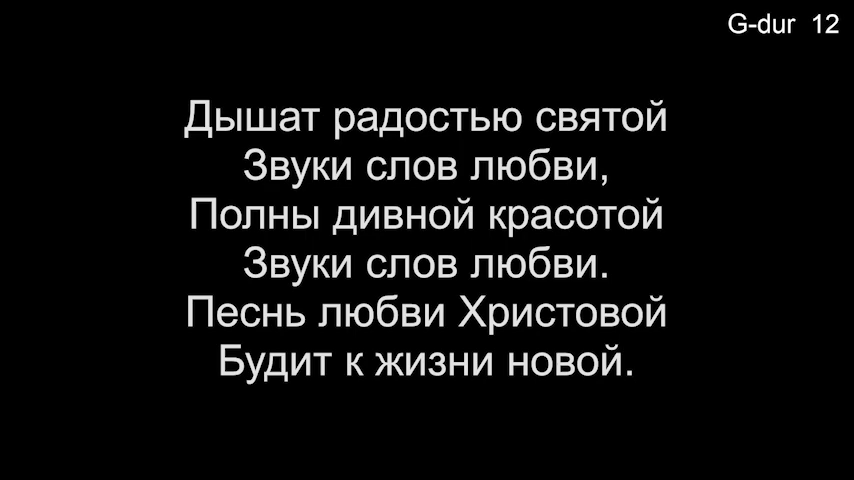 G-dur 12
Дышат радостью святой
Звуки слов любви,
Полны дивной красотой
Звуки слов любви.
Песнь любви Христовой
Будит к жизни новой.